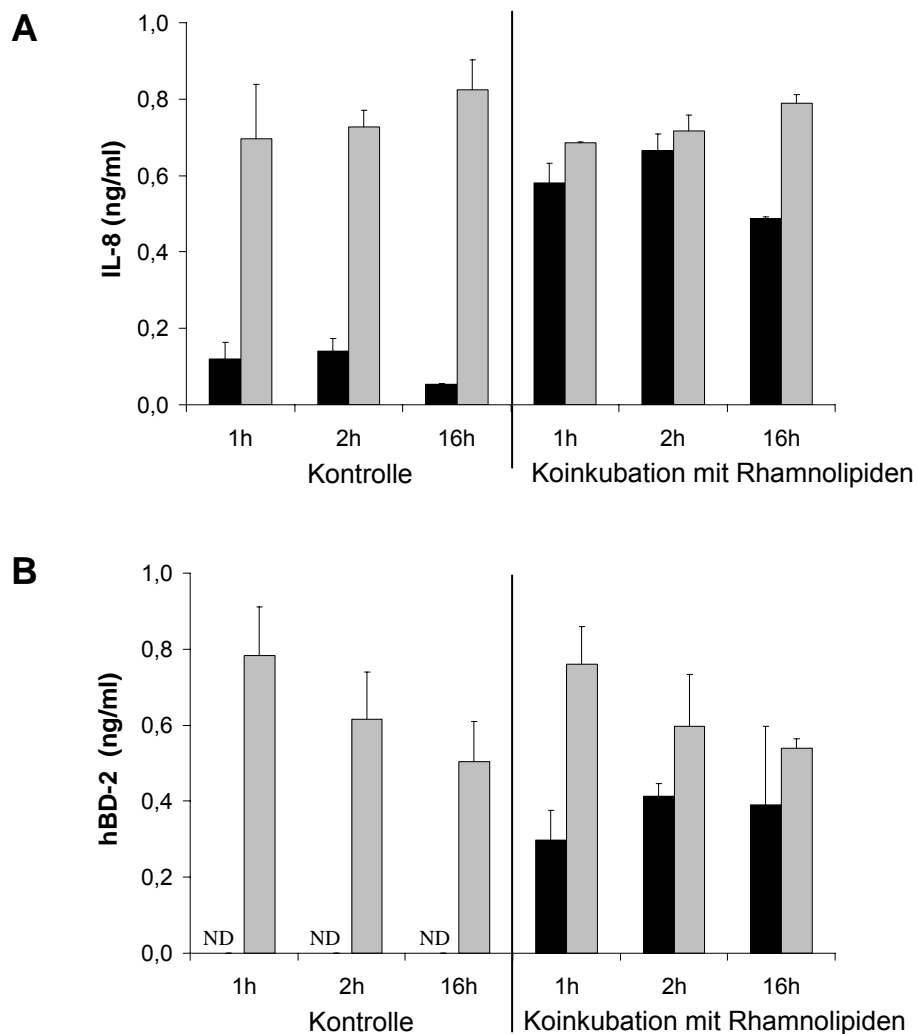 A
IL-8 (ng/ml)
1,0
0,8
0,6
0,4
0,2
0,0
1h 2h 16h 1h 2h 16h
Kontrolle Koinkubation mit Rhamnolipiden
B
hBD-2 (ng/ml)
1,0
0,8
0,6
0,4
0,2
0,0
ND ND ND
1h 2h 16h 1h 2h 16h
Kontrolle Koinkubation mit Rhamnolipiden